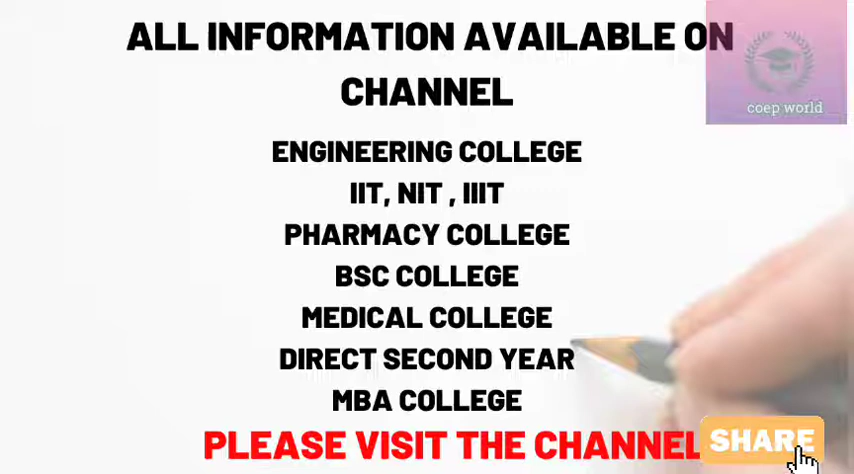 ALL INFORMATION AVAILABLE ON
CHANNEL
coep world
ENGINEERING COLLEGE
IIT, NIT , IIIT
PHARMACY COLLEGE
BSC COLLEGE
MEDICAL COLLEGE
DIRECT SECOND YEAR
MBA COLLEGE
PLEASE VISIT THE CHANNEL
SHARE